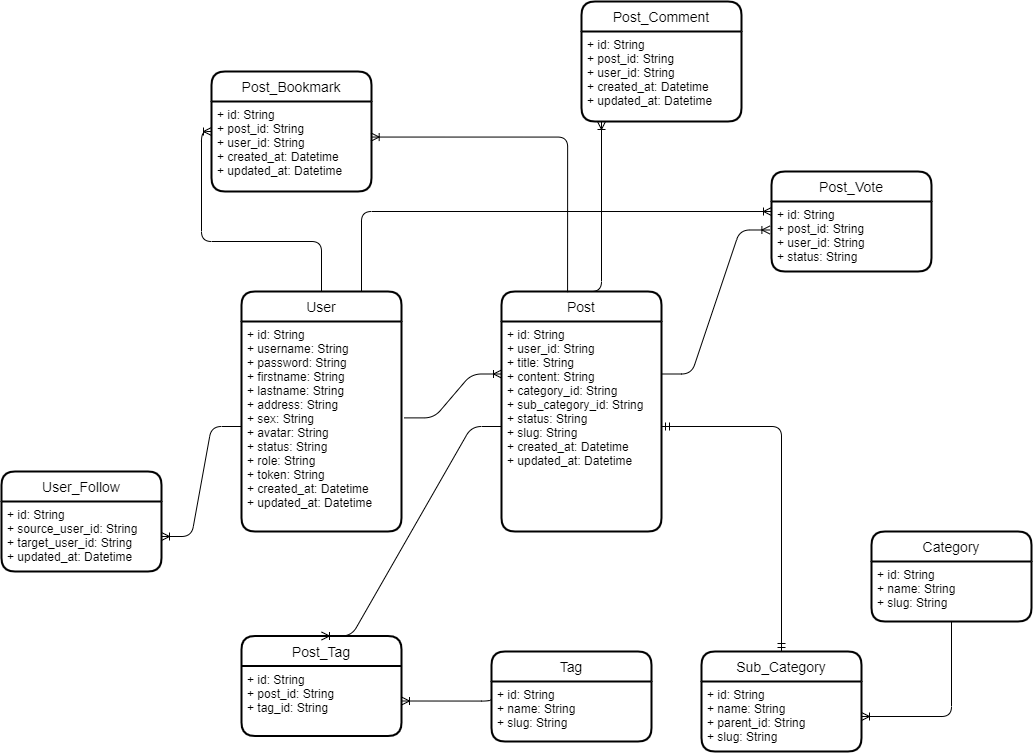 Post_Comment
+ id: String
+ post_id: String
+ user_id: String
+ created_at: Datetime
+ updated_at: Datetime
Post_Bookmark
+ id: String
+ post_id: String
+ user_id: String
+ created_at: Datetime
+ updated_at: Datetime
Post_Vote
+ id: String
+ post_id: String
+ user_id: String
+ status: String
User
+ id: String
+ username: String
+ password: String
+ firstname: String
+ lastname: String
+ address: String
+ sex: String
+ avatar: String
+ status: String
+ role: String
+ token: String
+ created_at: Datetime
+ updated_at: Datetime
Post
+ id: String
+ user_id: String
+ title: String
+ content: String
+ category_id: String
+ sub_category_id: String
+ status: String
+ slug: String
+ created_at: Datetime
+ updated_at: Datetime
User_Follow
+ id: String
+ source_user_id: String
+ target_user_id: String
+ updated_at: Datetime
Category
+ id: String
+ name: String
+ slug: String
Post_Tag
+ id: String
+ post_id: String
+ tag_id: String
Tag
+ id: String
+ name: String
+ slug: String
Sub_Category
+ id: String
+ name: String
+ parent_id: String
+ slug: String